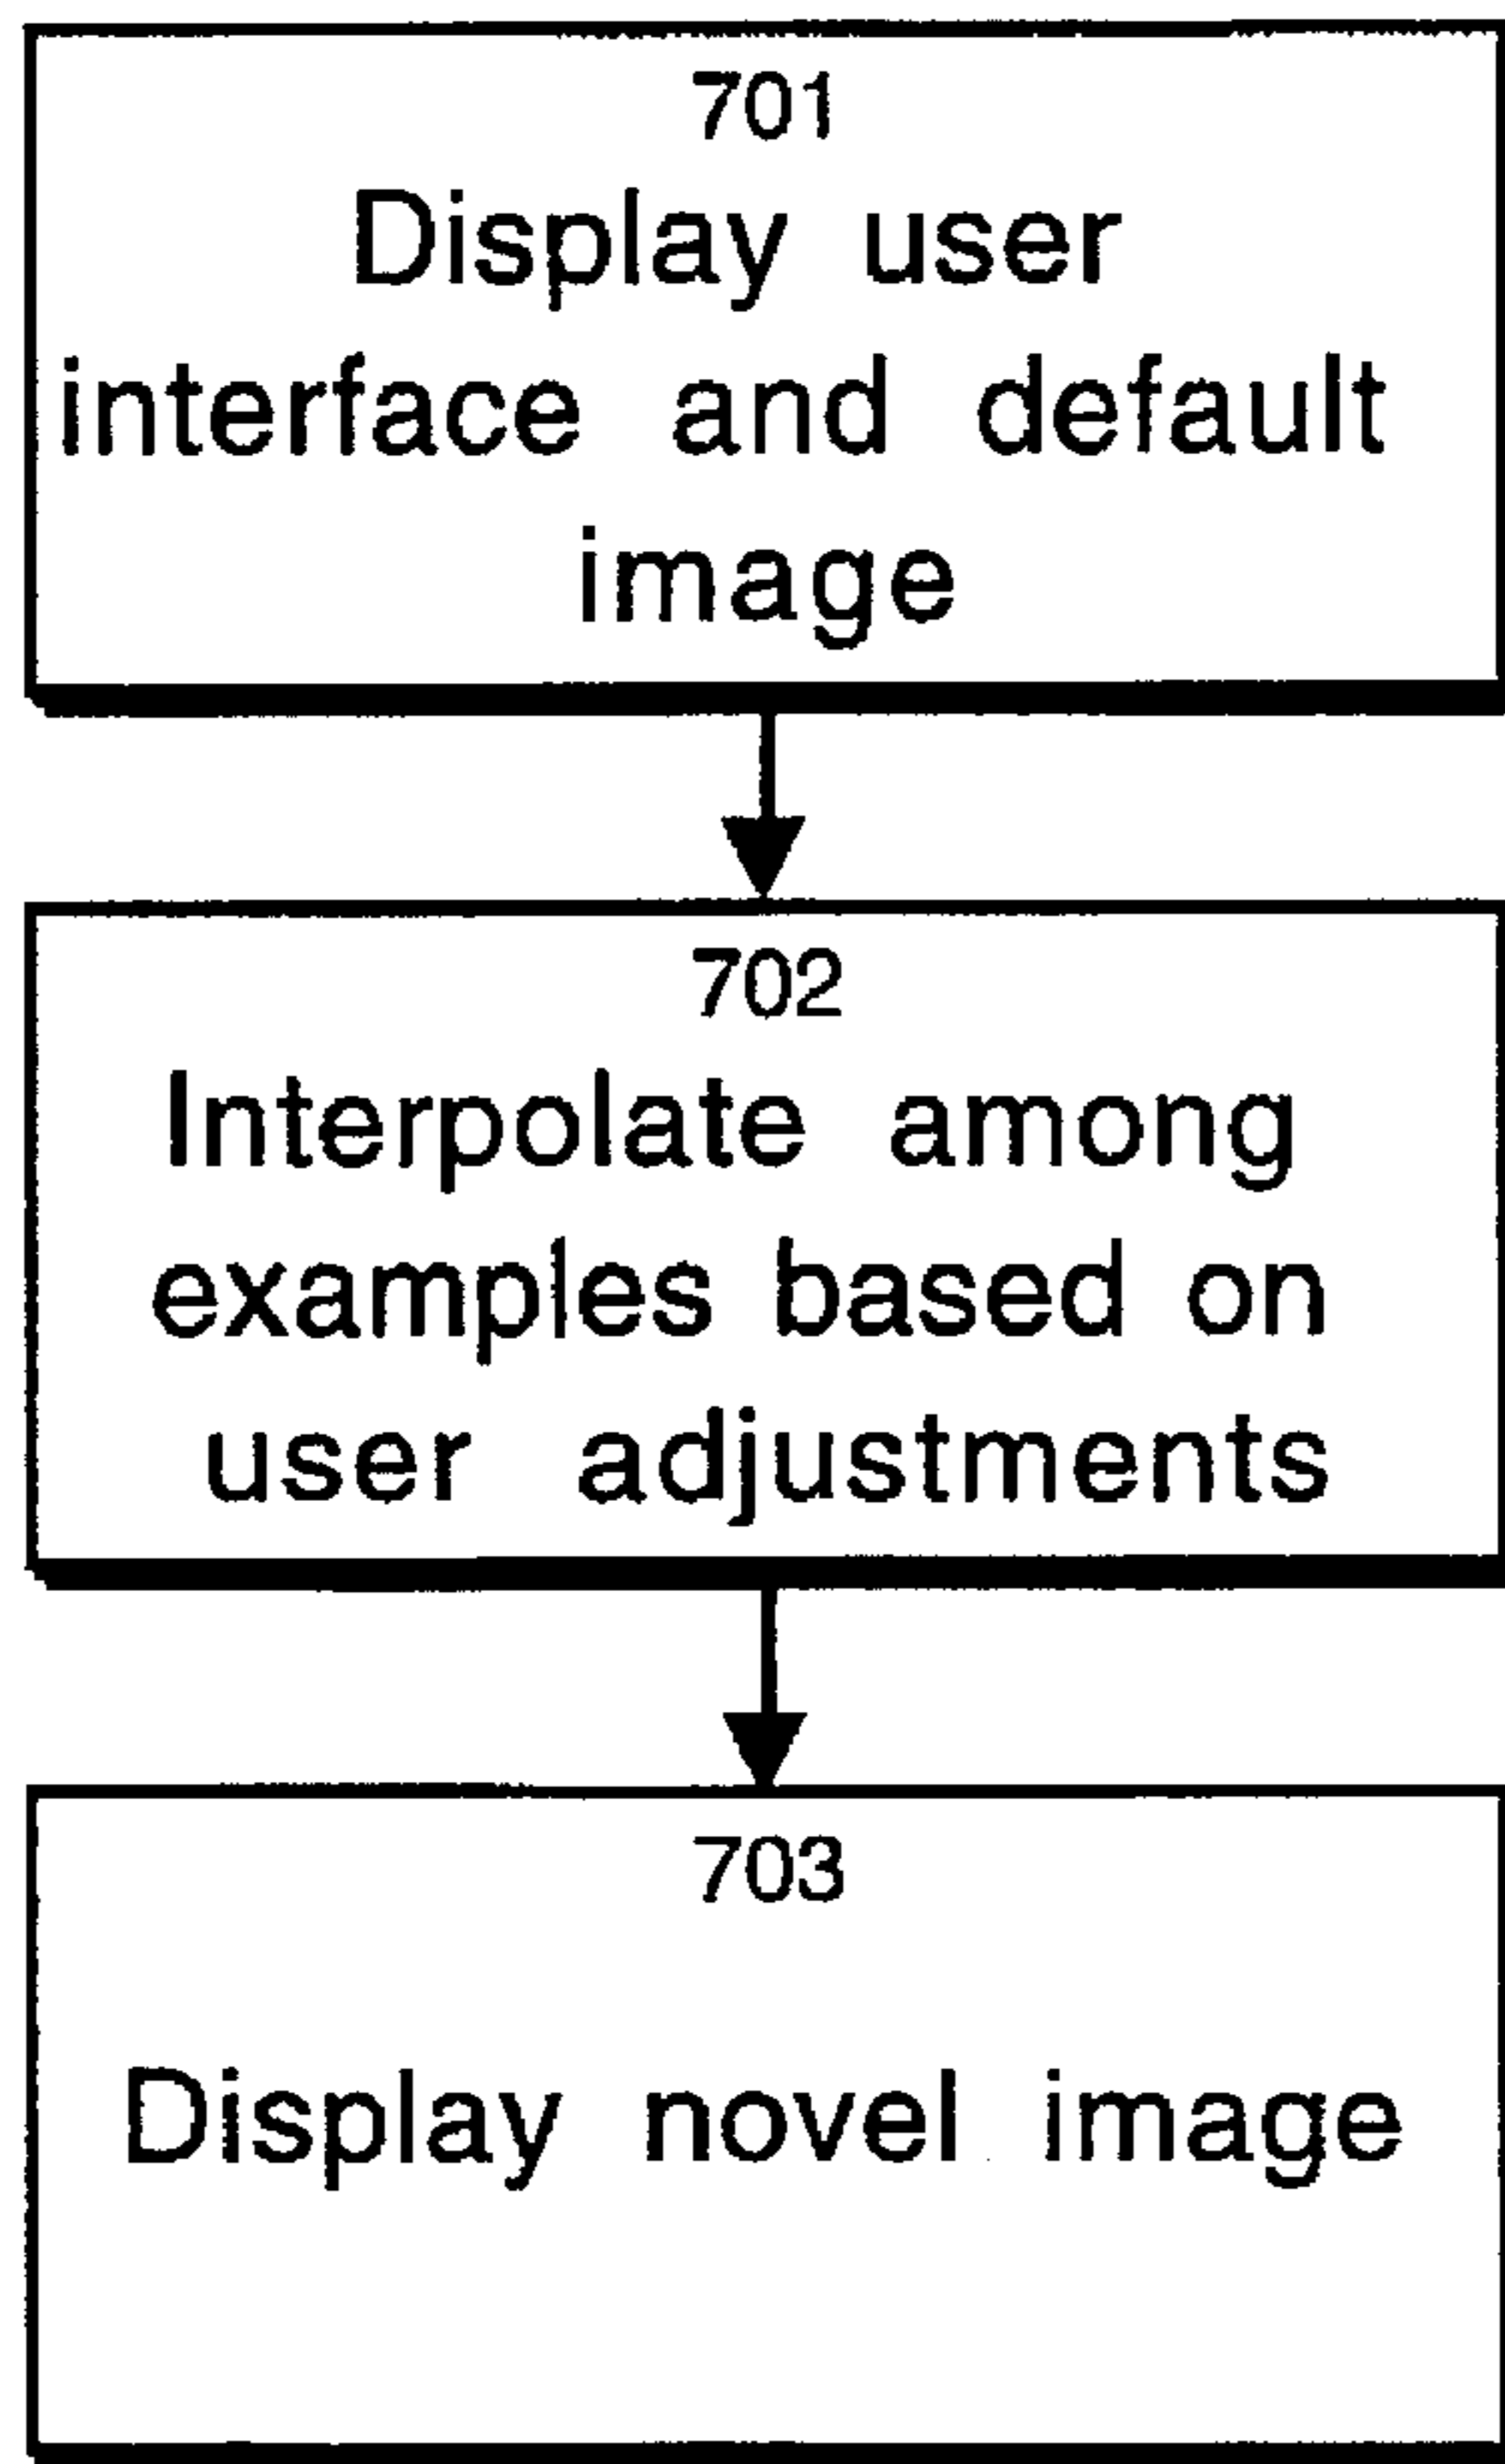 701
Display user
interface and default
image
702
Interpolate among
examples based on
user adjustments
703
Display novel image